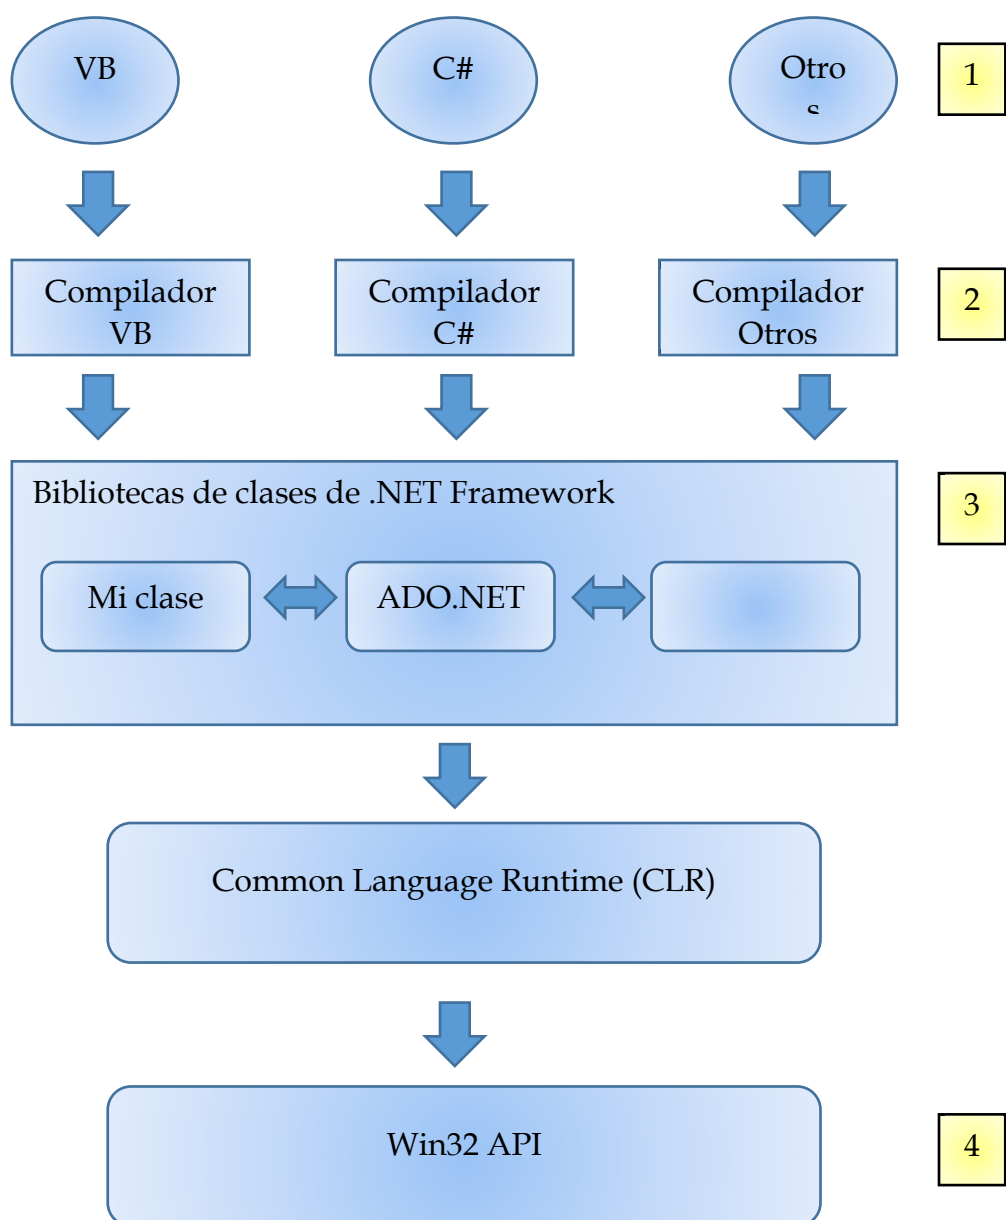 VB
C#
Otro
s
1
Compilador
VB
Compilador
C#
Compilador
Otros
2
Bibliotecas de clases de .NET Framework
3
Mi clase
ADO.NET
Common Language Runtime (CLR)
Win32 API
4